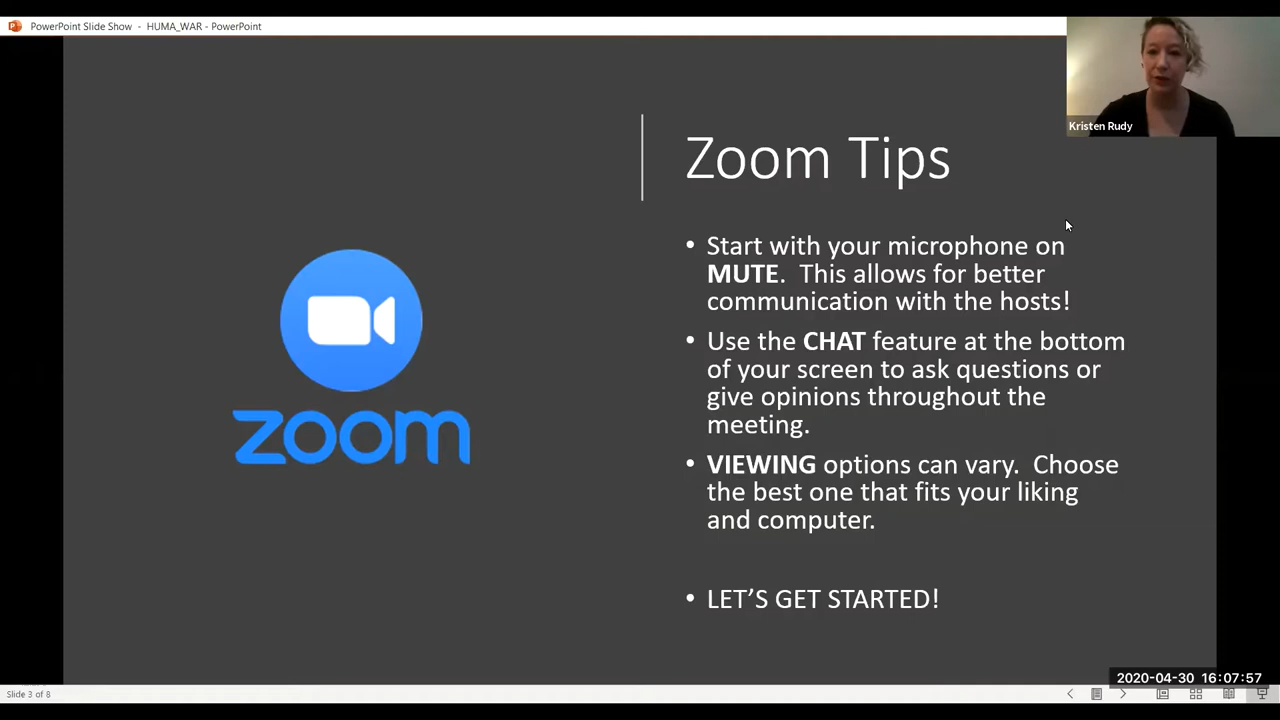 PowerPoint Slide Show - HUMA_WAR - PowerPoint
Kristen Rudy
Zoom Tips
• Start with your microphone on
MUTE.  This allows for better
communication with the hosts!
• Use the CHAT feature at the bottom
of your screen to ask questions or
give opinions throughout the
meeting.
• VIEWING options can vary.  Choose
the best one that fits your liking
and computer.
• LET’S GET STARTED!
zoom
2020-04-30 16:07:57
Slide 3 of 8